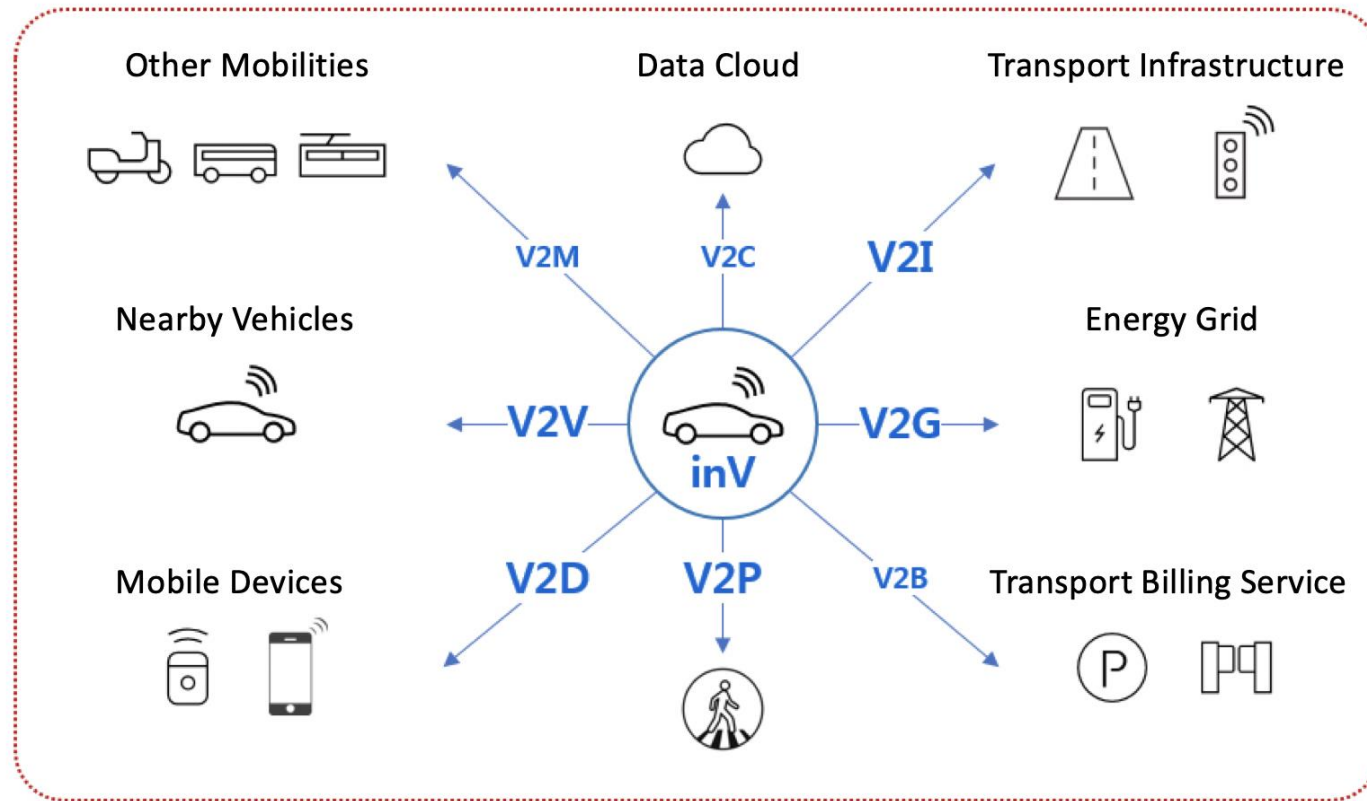 Other Mobilities
Data Cloud
Transport Infrastructure
V2M
V2C
V2I
Nearby Vehicles
Energy Grid
V2V
V2G
inV
Mobile Devices
V2D
V2P
V2B
Transport Billing Service
P